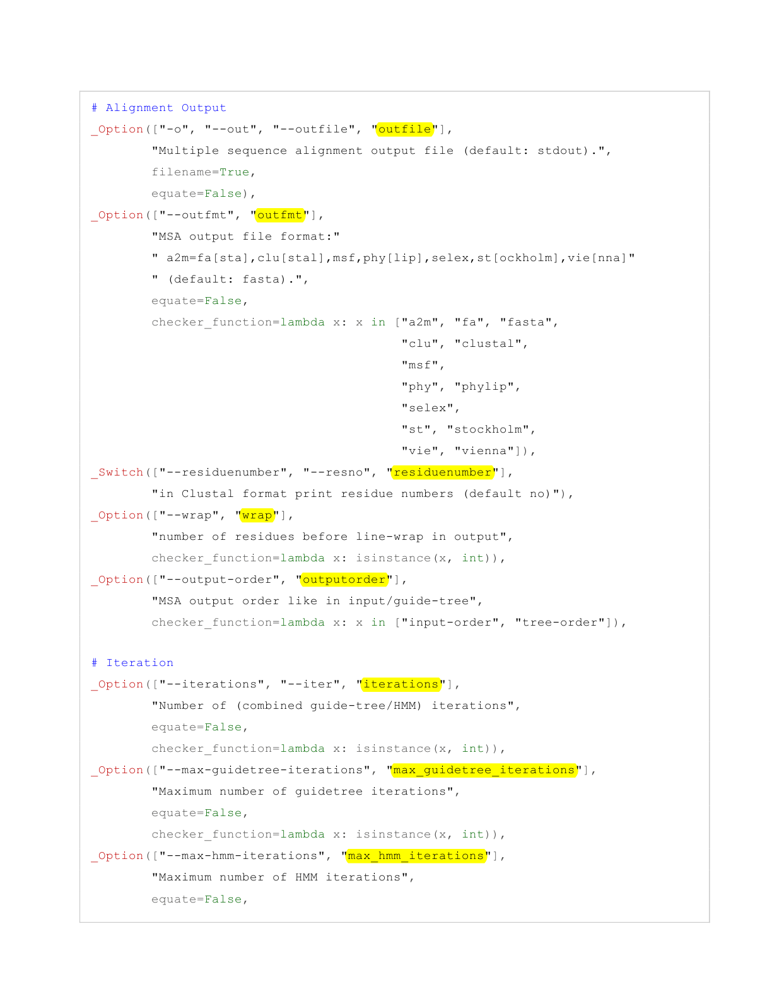 # Alignment Output
_Option(["-o", "--out", "--outfile", "outfile"],
        "Multiple sequence alignment output file (default: stdout).",
        filename=True,
        equate=False),
_Option(["--outfmt", "outfmt"],
        "MSA output file format:"
        " a2m=fa[sta],clu[stal],msf,phy[lip],selex,st[ockholm],vie[nna]"
        " (default: fasta).",
        equate=False,
        checker_function=lambda x: x in ["a2m", "fa", "fasta",
                                         "clu", "clustal",
                                         "msf",
                                         "phy", "phylip",
                                         "selex",
                                         "st", "stockholm",
                                         "vie", "vienna"]),
_Switch(["--residuenumber", "--resno", "residuenumber"],
        "in Clustal format print residue numbers (default no)"),
_Option(["--wrap", "wrap"],
        "number of residues before line-wrap in output",
        checker_function=lambda x: isinstance(x, int)),
_Option(["--output-order", "outputorder"],
        "MSA output order like in input/guide-tree",
        checker_function=lambda x: x in ["input-order", "tree-order"]),

# Iteration
_Option(["--iterations", "--iter", "iterations"],
        "Number of (combined guide-tree/HMM) iterations",
        equate=False,
        checker_function=lambda x: isinstance(x, int)),
_Option(["--max-guidetree-iterations", "max_guidetree_iterations"],
        "Maximum number of guidetree iterations",
        equate=False,
        checker_function=lambda x: isinstance(x, int)),
_Option(["--max-hmm-iterations", "max_hmm_iterations"],
        "Maximum number of HMM iterations",
        equate=False,